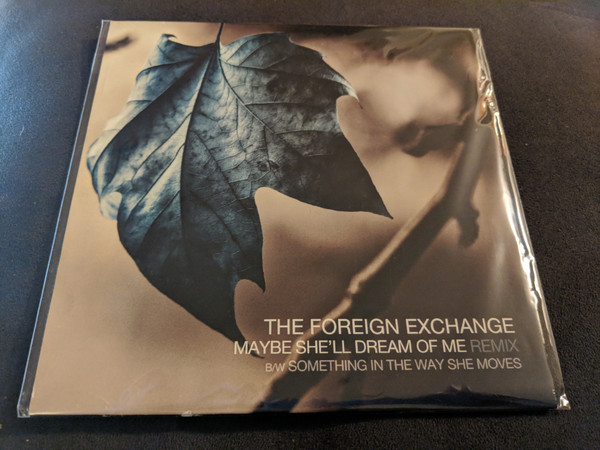 THE FOREIGN EXCHANGE
MAYBE SHE'LL DREAM OF ME REMIX
B/W SOMETHING IN THE WAY SHE MOVES